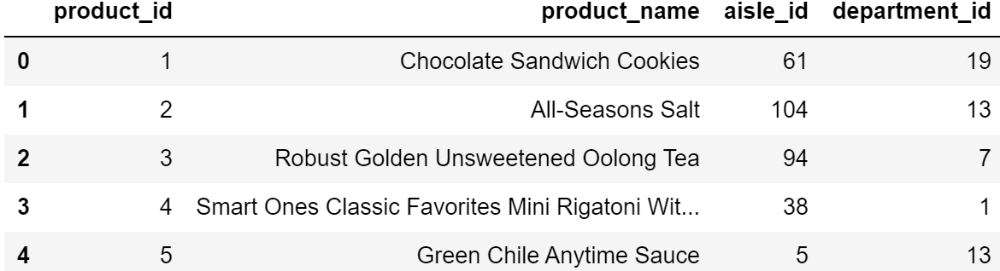 product_id product_name aisle_id department_id
0 1 Chocolate Sandwich Cookies 61 19
1 2 All-Seasons Salt 104 13
2 3 Robust Golden Unsweetened Oolong Tea 94 7
3 4 Smart Ones Classic Favorites Mini Rigatoni Wit... 38 1
4 5 Green Chile Anytime Sauce 5 13